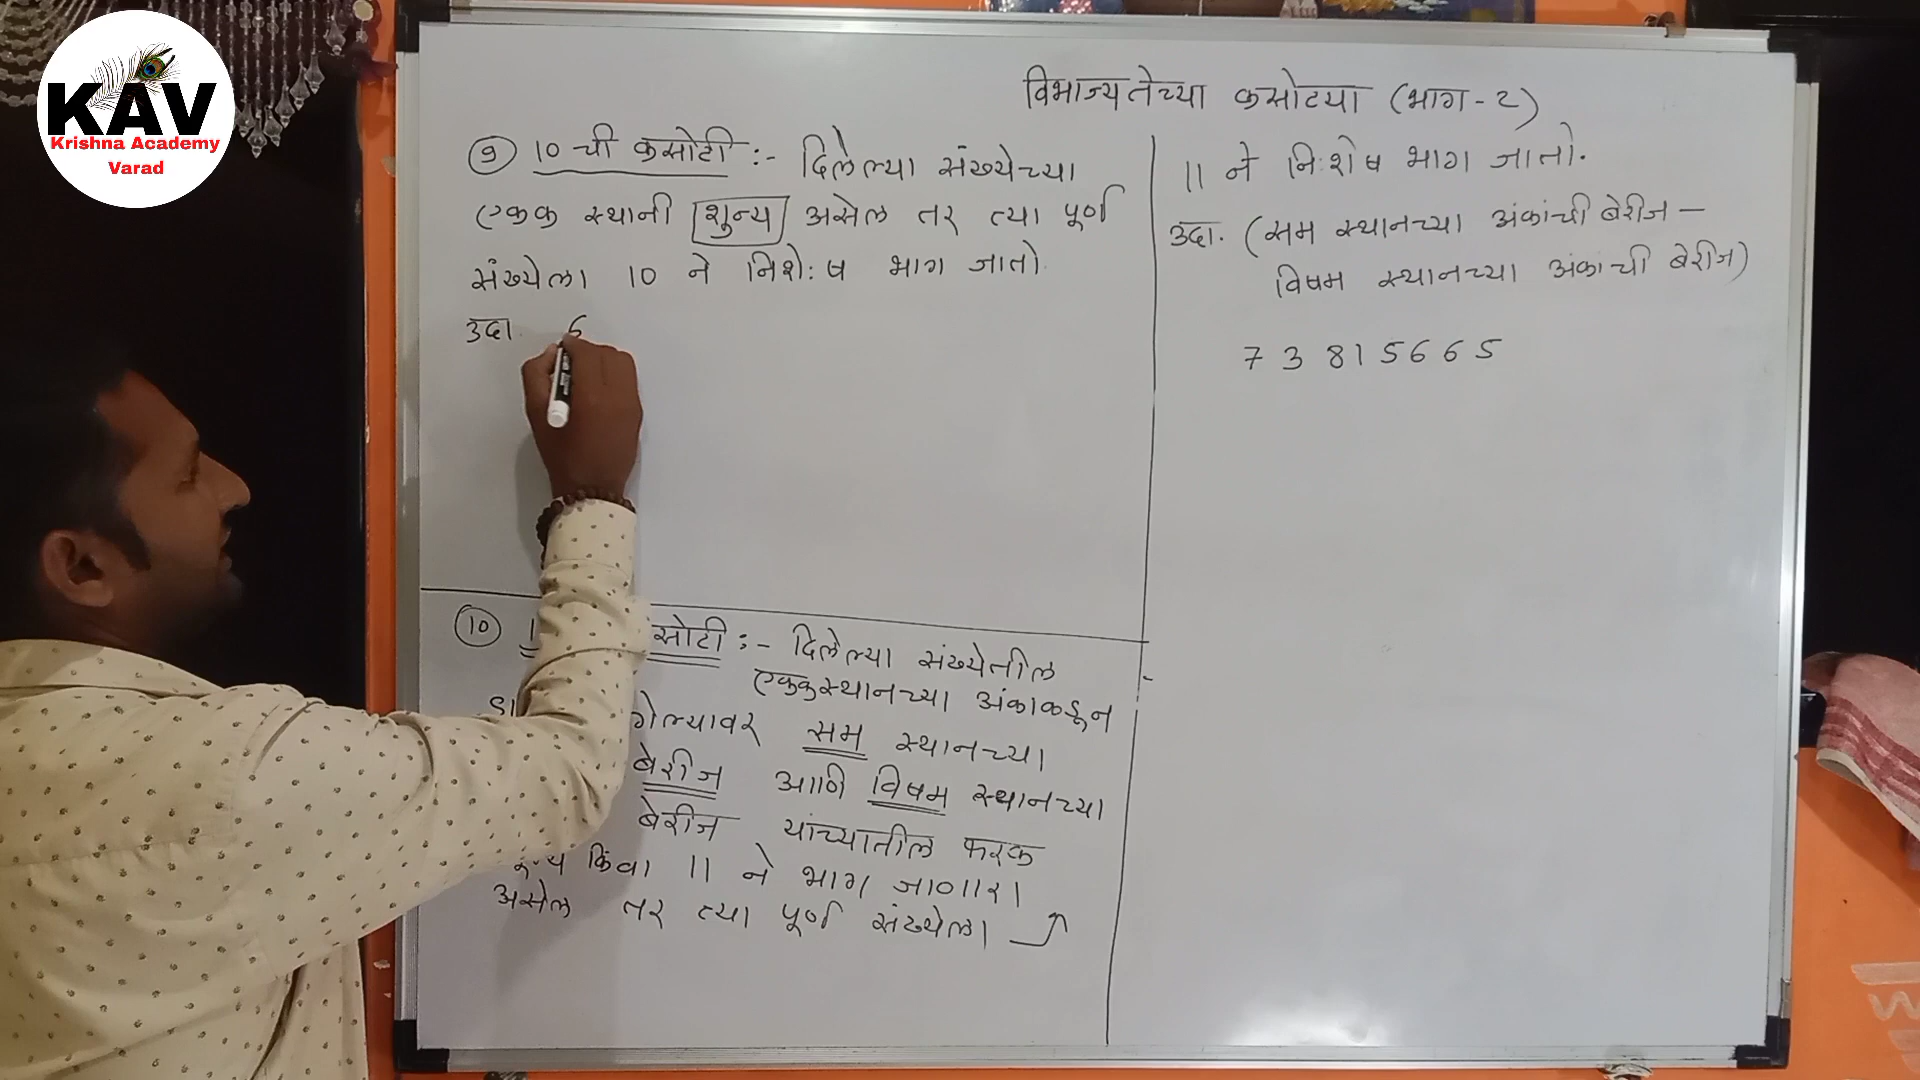 KAV
Krishna Academy
Varad
विभाज्यतेच्या कसोटया (भाग-२)
९ 10 ची कसोटी :- दिलेल्या संख्येच्या
एकक स्थानी शुन्य असेल तर त्या पूर्ण
संख्येला 10 ने निशे:ष भाग जातो.
उदा. 6
10 सोटी :- दिलेल्या संख्येतील
एककस्थानच्या अंकाकडून
गेल्यावर सम स्थानच्या
बेरीज आणि विषम स्थानच्या
बेरीज यांच्यातील फरक
किंवा 11 ने भाग जाणारा
असेल तर त्या पूर्ण संख्येला
11 ने नि:शेष भाग जातो.
उदा. (सम स्थानच्या अंकांची बेरीज –
विषम स्थानच्या अंकांची बेरीज)
7 3 8 1 5 6 6 5